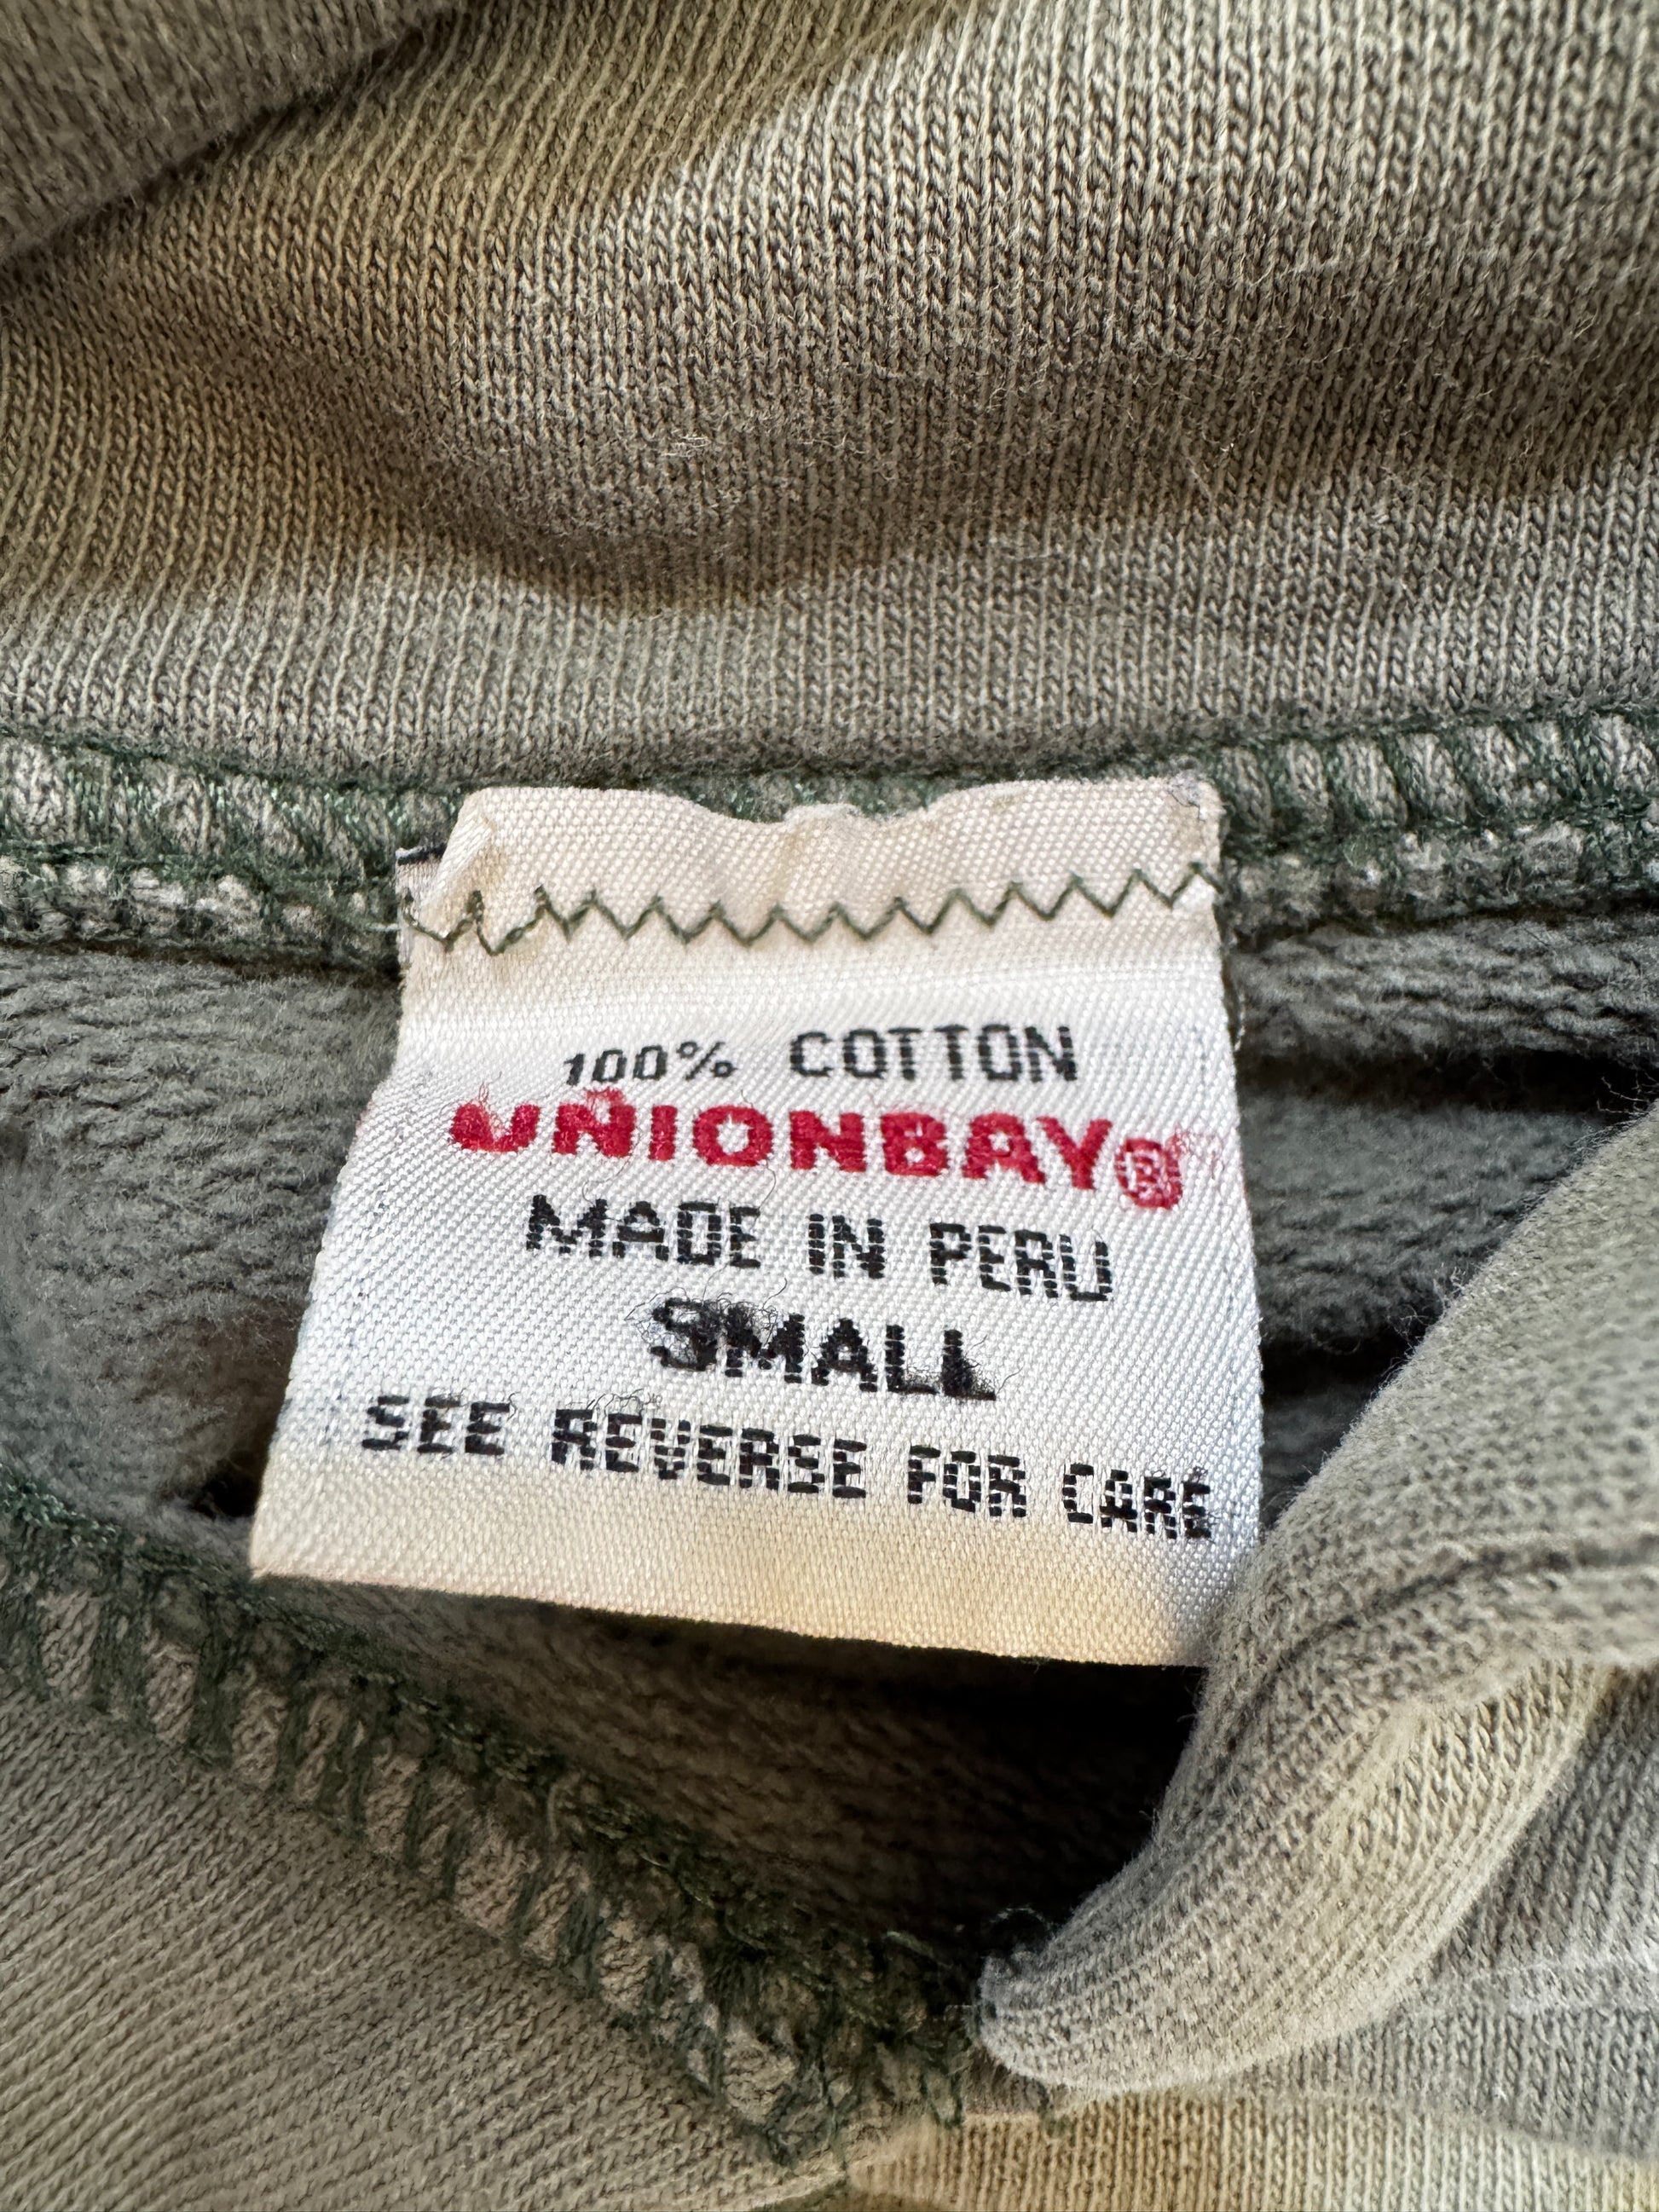 100% COTTON
UNIONBAY®
MADE IN PERU
SMALL
SEE REVERSE FOR CARE